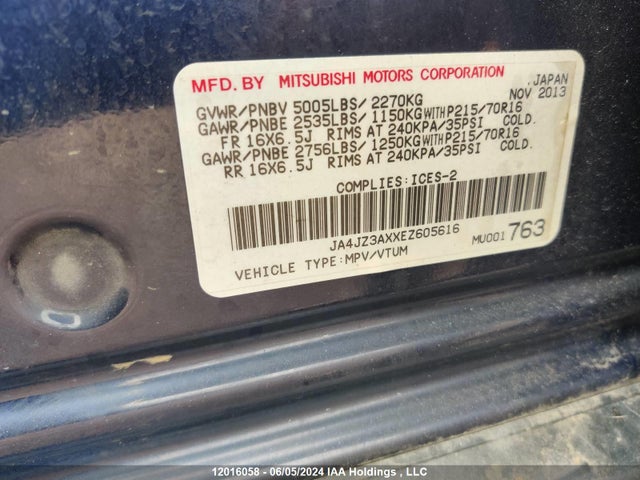 MFD. BY MITSUBISHI MOTORS CORPORATION
JAPAN
GVWR/PNBV 5005LBS/ 2270KG NOV 2013
GAWR/PNBE 2535LBS/ 1150KG WITH P215/70R16
FR 16X6.5J RIMS AT 240KPA/35PSI COLD.
GAWR/PNBE 2756LBS/ 1250KG WITH P215/70R16
RR 16X6.5J RIMS AT 240KPA/35PSI COLD.
COMPLIES:ICES-2
JA4JZ3AXXEZ605616
MU001 763
VEHICLE TYPE:MPV/VTUM
12016058 - 06/05/2024 IAA Holdings , LLC